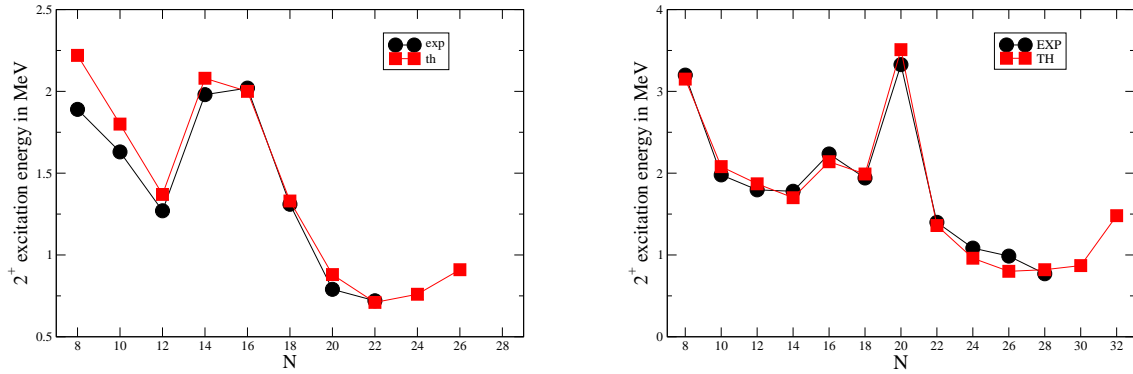 2.5
2
1.5
1
0.5
2+ excitation energy in MeV
exp
th
8 10 12 14 16 18 20 22 24 26 28
N
4
3
2
1
0
2+ excitation energy in MeV
EXP
TH
8 10 12 14 16 18 20 22 24 26 28 30 32
N